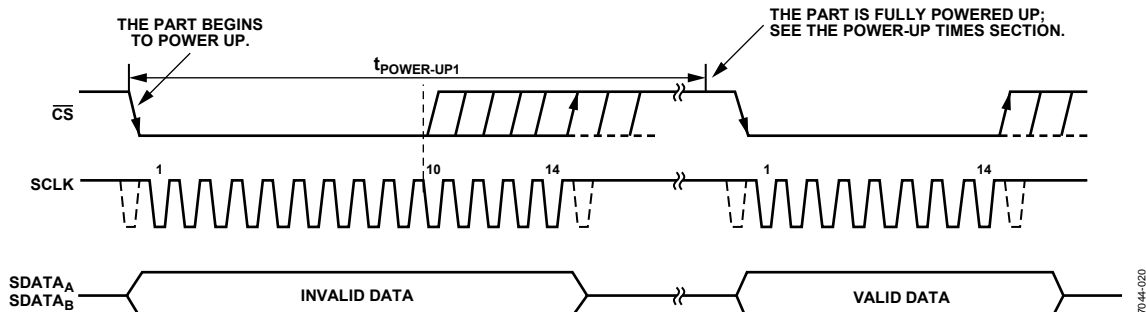 THE PART BEGINS
TO POWER UP.
THE PART IS FULLY POWERED UP;
SEE THE POWER-UP TIMES SECTION.
tPOWER-UP1
CS
SCLK
1
10
14
1
14
SDATAA
SDATAB
INVALID DATA
VALID DATA
7044-020